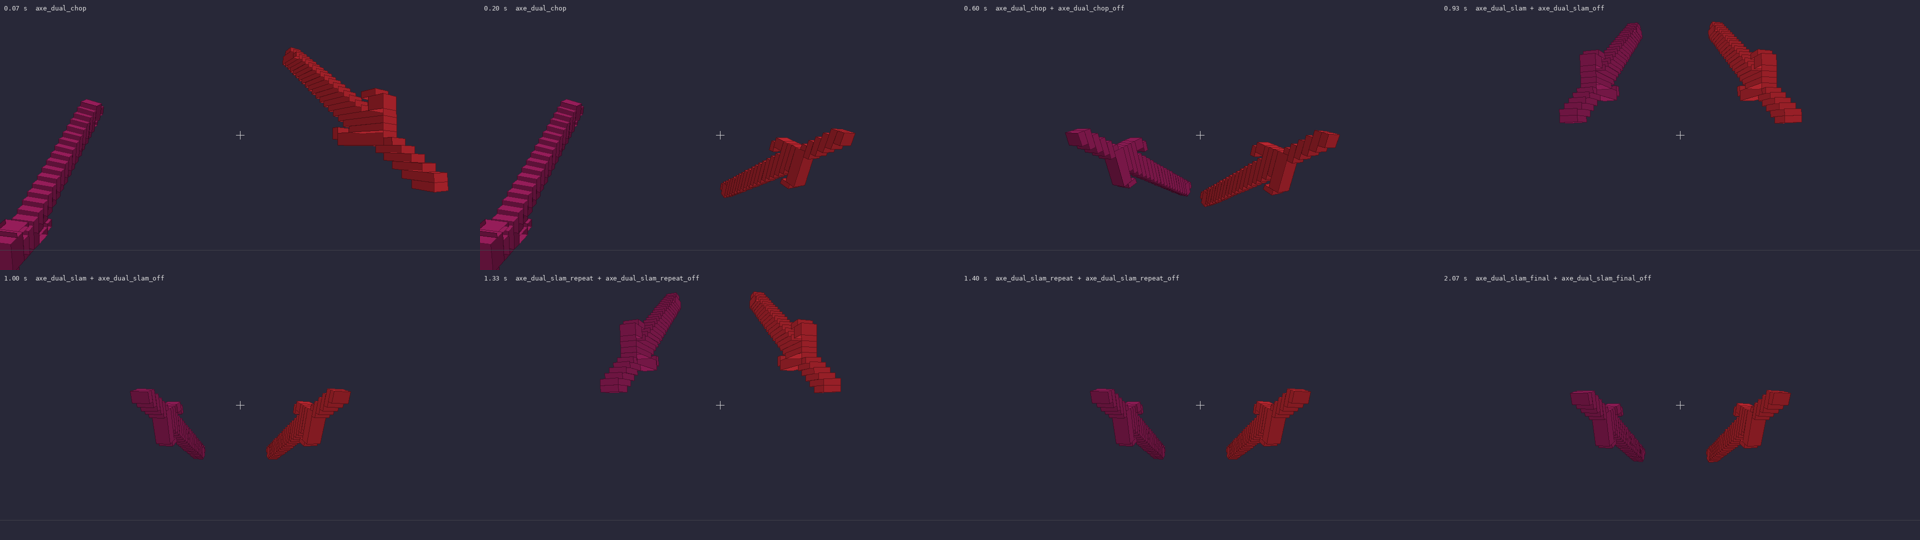 0.07 s  axe_dual_chop
0.20 s  axe_dual_chop
0.60 s  axe_dual_chop + axe_dual_chop_off
0.93 s  axe_dual_slam + axe_dual_slam_off
1.00 s  axe_dual_slam + axe_dual_slam_off
1.33 s  axe_dual_slam_repeat + axe_dual_slam_repeat_off
1.40 s  axe_dual_slam_repeat + axe_dual_slam_repeat_off
2.07 s  axe_dual_slam_final + axe_dual_slam_final_off